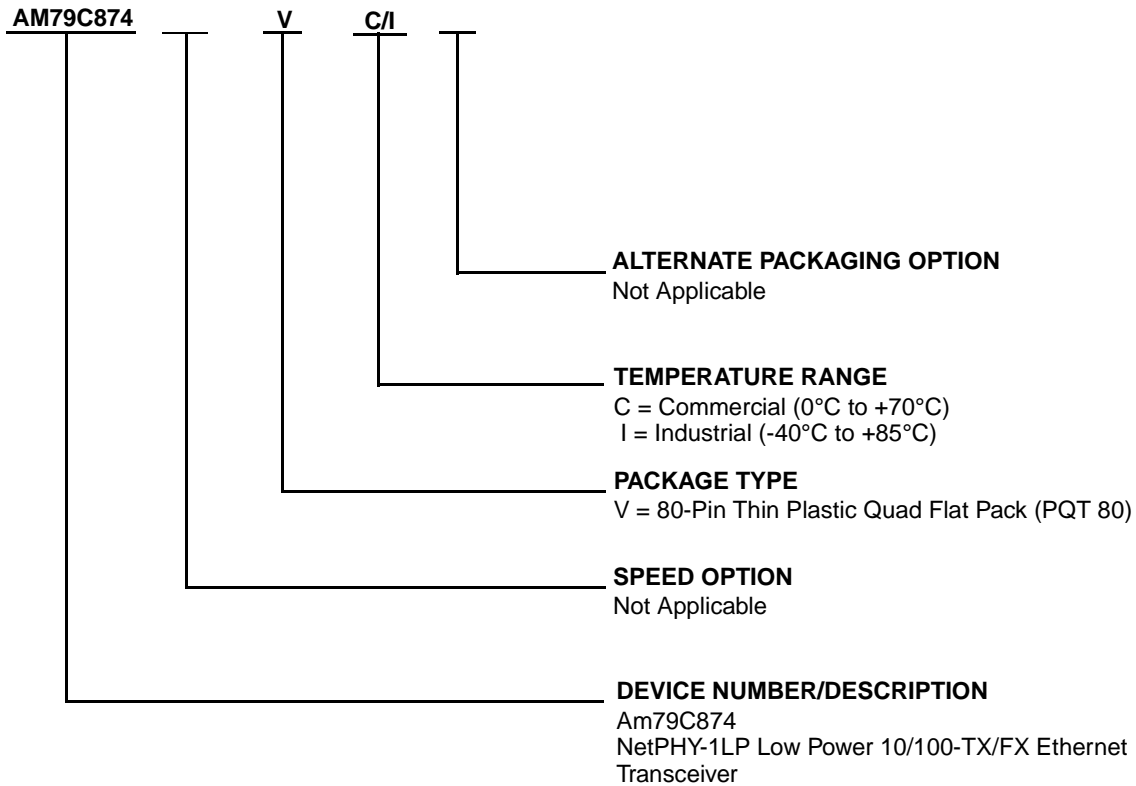 AM79C874 V C/I
ALTERNATE PACKAGING OPTION
Not Applicable
TEMPERATURE RANGE
C = Commercial (0°C to +70°C)
I = Industrial (-40°C to +85°C)
PACKAGE TYPE
V = 80-Pin Thin Plastic Quad Flat Pack (PQT 80)
SPEED OPTION
Not Applicable
DEVICE NUMBER/DESCRIPTION
Am79C874
NetPHY-1LP Low Power 10/100-TX/FX Ethernet
Transceiver